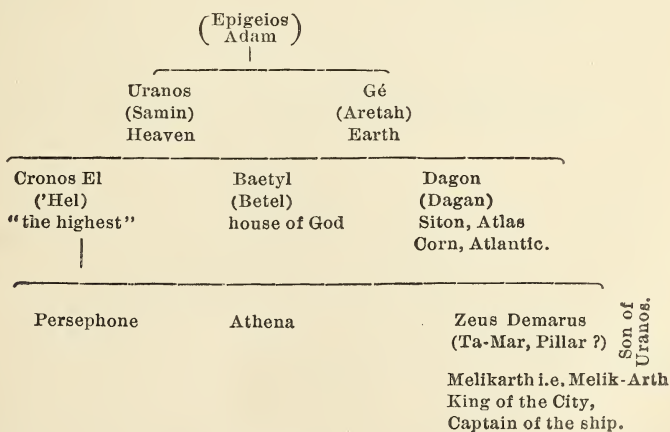 (Epigeios)
Adam
Uranos Gé
(Samin) (Aretah)
Heaven Earth
Cronos El Baetyl Dagon
('Hel) (Betel) (Dagan)
"the highest" house of God Siton, Atlas
Corn, Atlantic.
Persephone Athena Zeus Demarus
(Ta-Mar, Pillar ?)
Son of
Uranos.
Melikarth i.e. Melik-Arth
King of the City,
Captain of the ship.